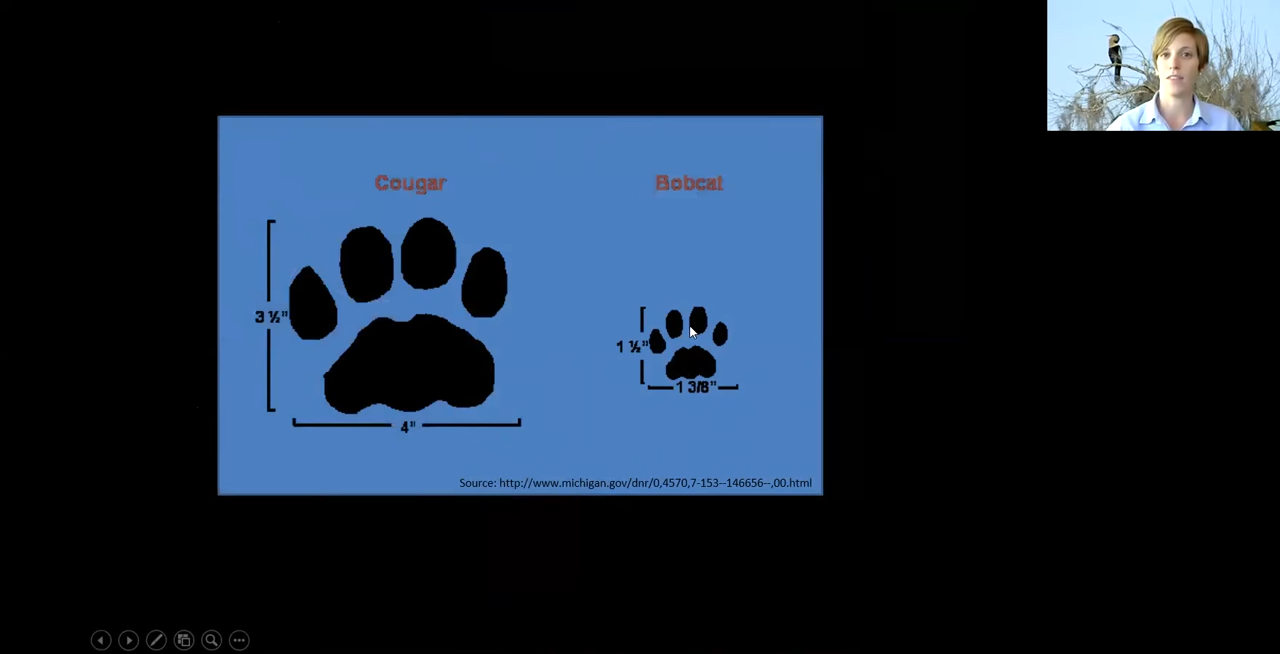 Cougar
Bobcat
3 ½”
1 ½”
1 3/8”
4”
Source: http://www.michigan.gov/dnr/0,4570,7-153--146656--,00.html